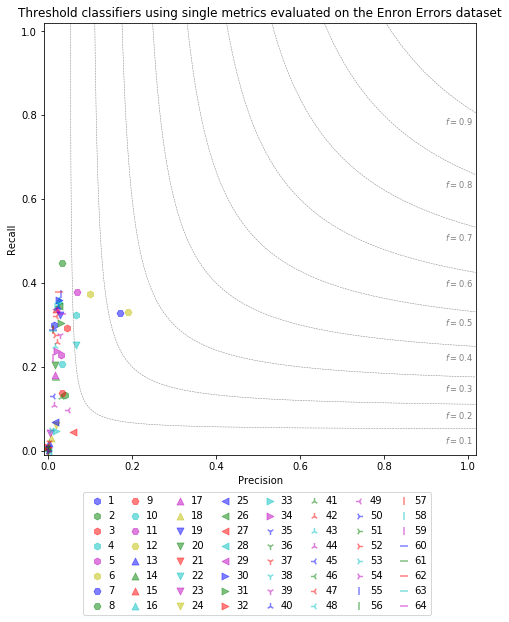 Threshold classifiers using single metrics evaluated on the Enron Errors dataset
1.0
0.8
0.6
0.4
0.2
0.0
Recall
f = 0.9
f = 0.8
f = 0.7
f = 0.6
f = 0.5
f = 0.4
f = 0.3
f = 0.2
f = 0.1
0.0 0.2 0.4 0.6 0.8 1.0
Precision
1 9 17 25 33 41 49 57
2 10 18 26 34 42 50 58
3 11 19 27 35 43 51 59
4 12 20 28 36 44 52 60
5 13 21 29 37 45 53 61
6 14 22 30 38 46 54 62
7 15 23 31 39 47 55 63
8 16 24 32 40 48 56 64